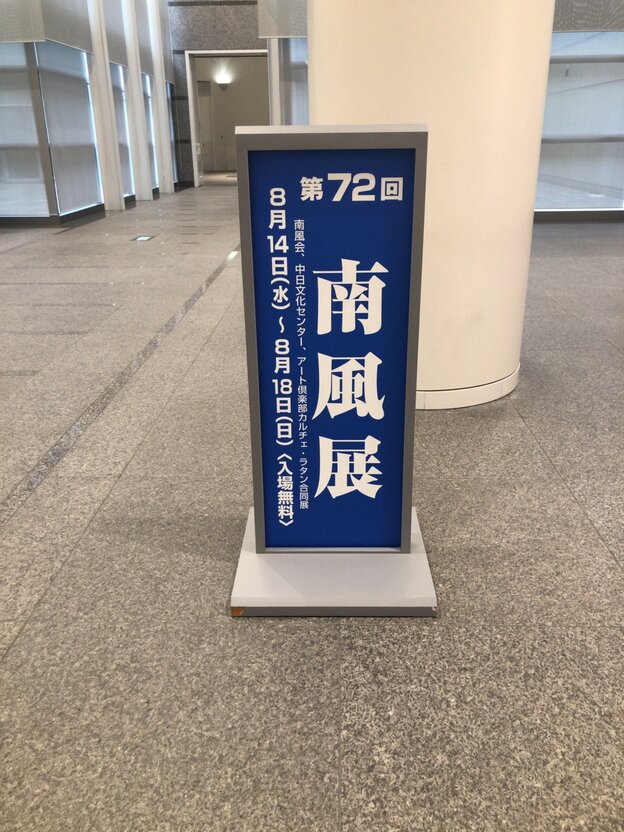 第72回
南風展
南風会、中日文化センター、アート倶楽部カルチェ・ラタン合同展
8月14日(水)～8月18日(日)〈入場無料〉